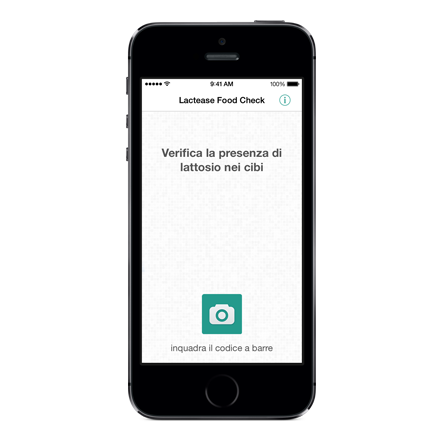 9:41 AM 100%
Lactease Food Check
Verifica la presenza di
lattosio nei cibi
inquadra il codice a barre